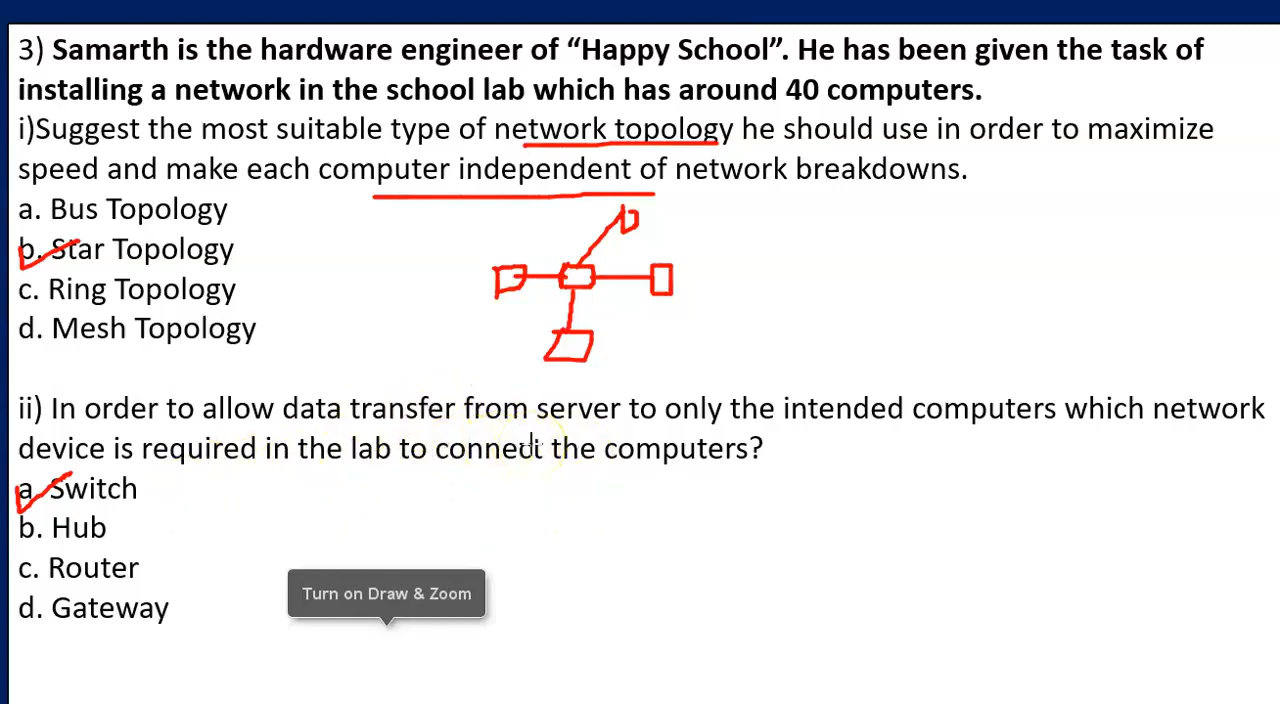 3) Samarth is the hardware engineer of “Happy School”. He has been given the task of
installing a network in the school lab which has around 40 computers.
i)Suggest the most suitable type of network topology he should use in order to maximize
speed and make each computer independent of network breakdowns.
a. Bus Topology
b. Star Topology
c. Ring Topology
d. Mesh Topology
ii) In order to allow data transfer from server to only the intended computers which network
device is required in the lab to connect the computers?
a. Switch
b. Hub
c. Router
d. Gateway
Turn on Draw & Zoom